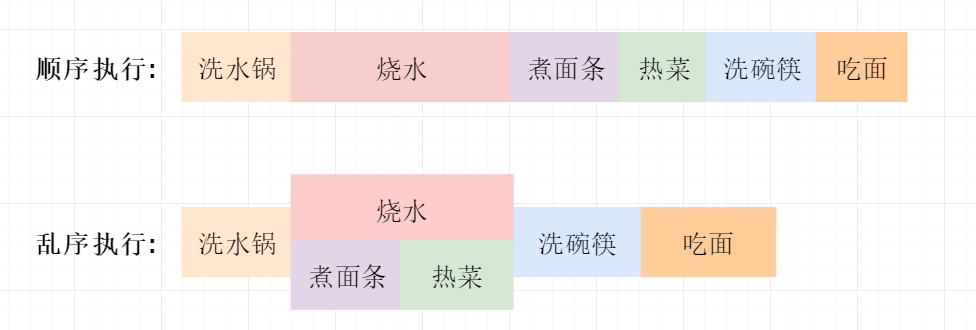 顺序执行: 洗水锅 烧水 煮面条 热菜 洗碗筷 吃面
烧水
乱序执行: 洗水锅 洗碗筷 吃面
煮面条 热菜